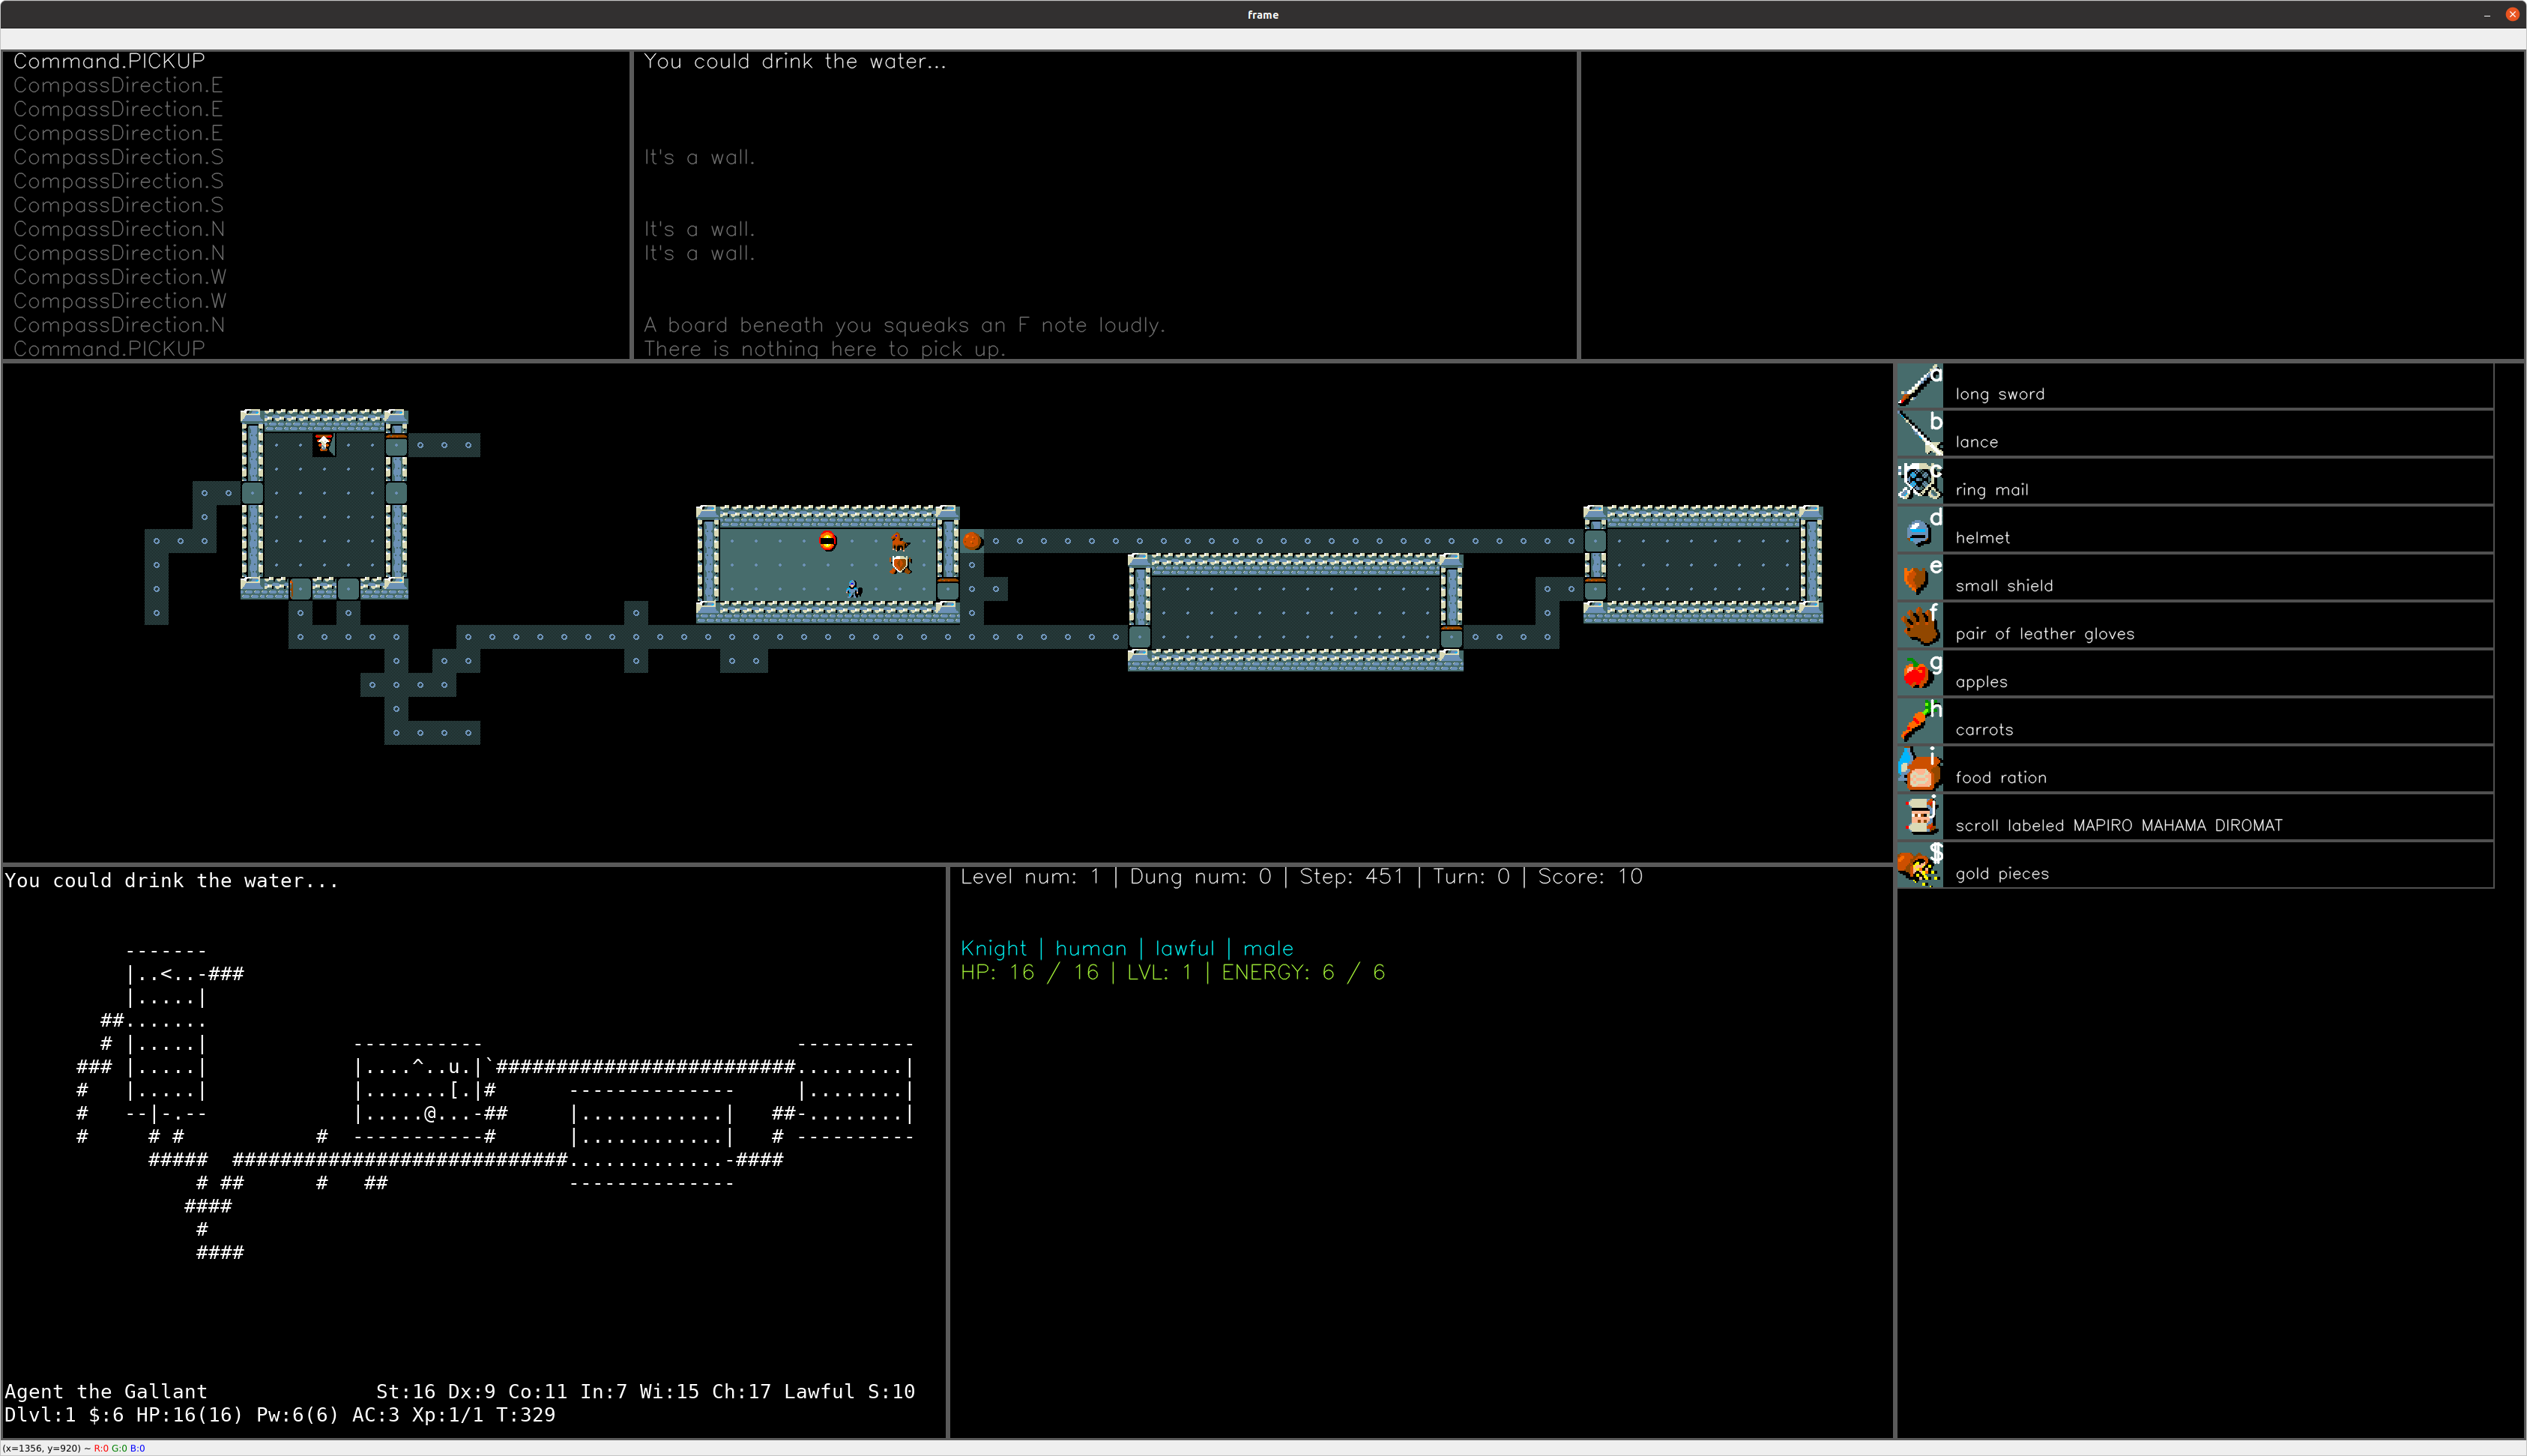 frame
Command.PICKUP
CompassDirection.E
CompassDirection.E
CompassDirection.E
CompassDirection.S
CompassDirection.S
CompassDirection.S
CompassDirection.N
CompassDirection.N
CompassDirection.W
CompassDirection.W
CompassDirection.N
Command.PICKUP
You could drink the water...
It's a wall.
It's a wall.
It's a wall.
A board beneath you squeaks an F note loudly.
There is nothing here to pick up.
a long sword
b lance
c ring mail
d helmet
e small shield
f pair of leather gloves
g apples
h carrots
i food ration
j scroll labeled MAPIRO MAHAMA DIROMAT
$ gold pieces
You could drink the water...
          -------
          |..<..-###
          |.....|
        ##.......
        # |.....|            -----------                          ----------
      ### |.....|            |....^..u.|`#########################.........|
      #   |.....|            |.......[.|#      --------------     |........|
      #   --|-.--            |.....@...-##     |............|   ##-........|
      #     # #           #  -----------#      |............|   # ----------
            #####  ############################.............-####
                # ##      #   ##               --------------
               ####
                #
                ####
Agent the Gallant St:16 Dx:9 Co:11 In:7 Wi:15 Ch:17 Lawful S:10
Dlvl:1 $:6 HP:16(16) Pw:6(6) AC:3 Xp:1/1 T:329
Level num: 1 | Dung num: 0 | Step: 451 | Turn: 0 | Score: 10
Knight | human | lawful | male
HP: 16 / 16 | LVL: 1 | ENERGY: 6 / 6
(x=1356, y=920) ~ R:0 G:0 B:0